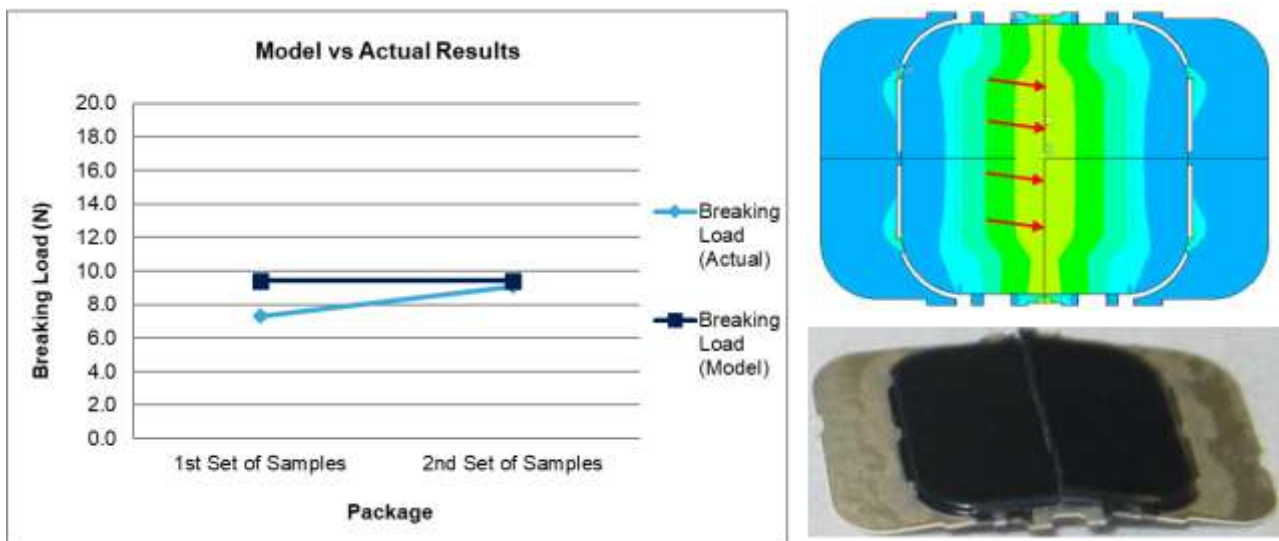 Model vs Actual Results
Breaking Load (N)
20.0
18.0
16.0
14.0
12.0
10.0
8.0
6.0
4.0
2.0
0.0
1st Set of Samples
2nd Set of Samples
Package
Breaking
Load
(Actual)
Breaking
Load
(Model)